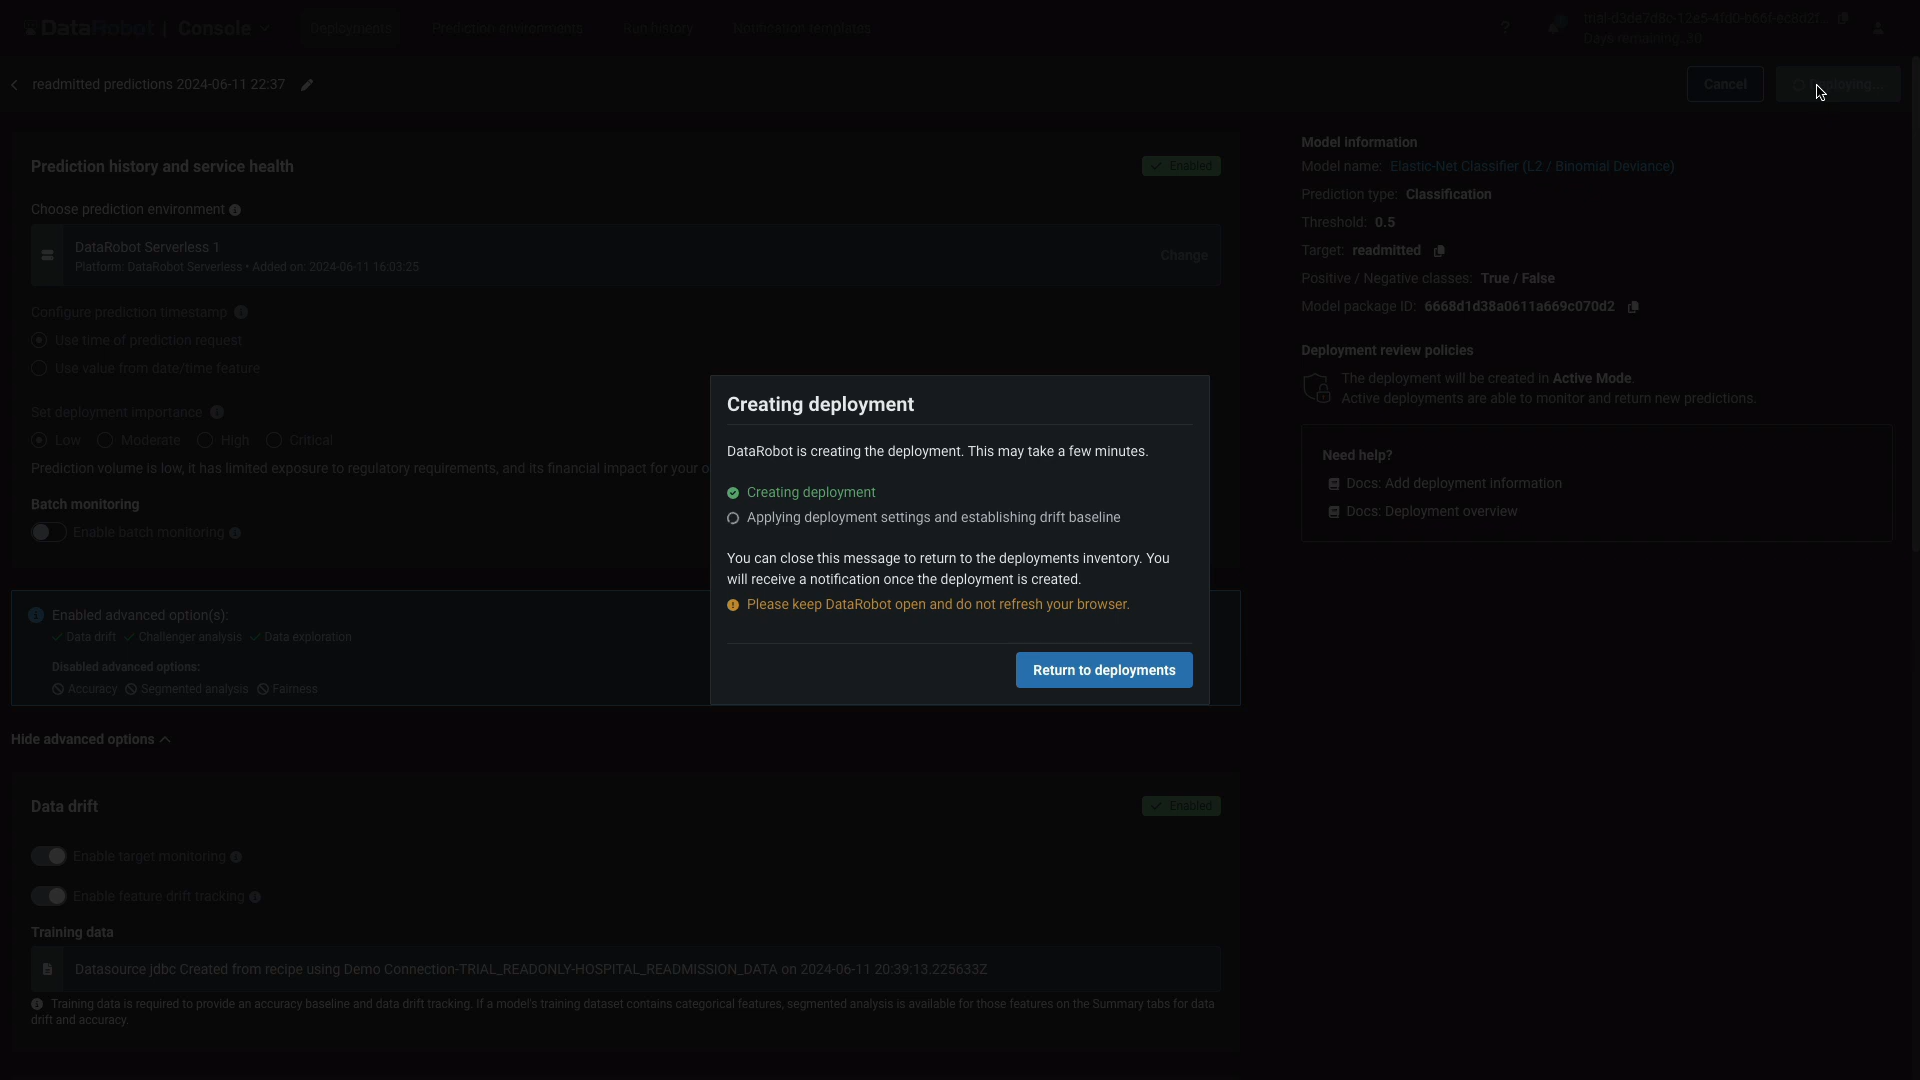 DataRobot | Console
Deployments
Prediction environments
Run history
Notification templates
?
Days remaining: 30
readmitted predictions 2024-06-11 22:37
Cancel
Prediction history and service health
Enabled
Choose prediction environment
DataRobot Serverless 1
Platform: DataRobot Serverless • Added on: 2024-06-11 16:03:25
Change
Configure prediction timestamp
Use time of prediction request
Use value from date/time feature
Set deployment importance
Low Moderate High Critical
Prediction volume is low, it has limited exposure to regulatory requirements, and its financial impact for your o
Batch monitoring
Enable batch monitoring
Enabled advanced option(s):
Data drift Challenger analysis Data exploration
Disabled advanced options:
Accuracy Segmented analysis Fairness
Hide advanced options
Data drift
Enabled
Enable target monitoring
Enable feature drift tracking
Training data
Datasource jdbc Created from recipe using Demo Connection-TRIAL_READONLY-HOSPITAL_READMISSION_DATA on 2024-06-11 20:39:13.225633Z
Training data is required to provide an accuracy baseline and data drift tracking. If a model's training dataset contains categorical features, segmented analysis is available for those features on the Summary tabs for data
drift and accuracy.
Creating deployment
DataRobot is creating the deployment. This may take a few minutes.
Creating deployment
Applying deployment settings and establishing drift baseline
You can close this message to return to the deployments inventory. You
will receive a notification once the deployment is created.
Please keep DataRobot open and do not refresh your browser.
Return to deployments
Model information
Model name: Elastic-Net Classifier (L2 / Binomial Deviance)
Prediction type: Classification
Threshold: 0.5
Target: readmitted
Positive / Negative classes: True / False
Model package ID: 6668d1d38a0611a669c070d2
Deployment review policies
The deployment will be created in Active Mode.
Active deployments are able to monitor and return new predictions.
Need help?
Docs: Add deployment information
Docs: Deployment overview